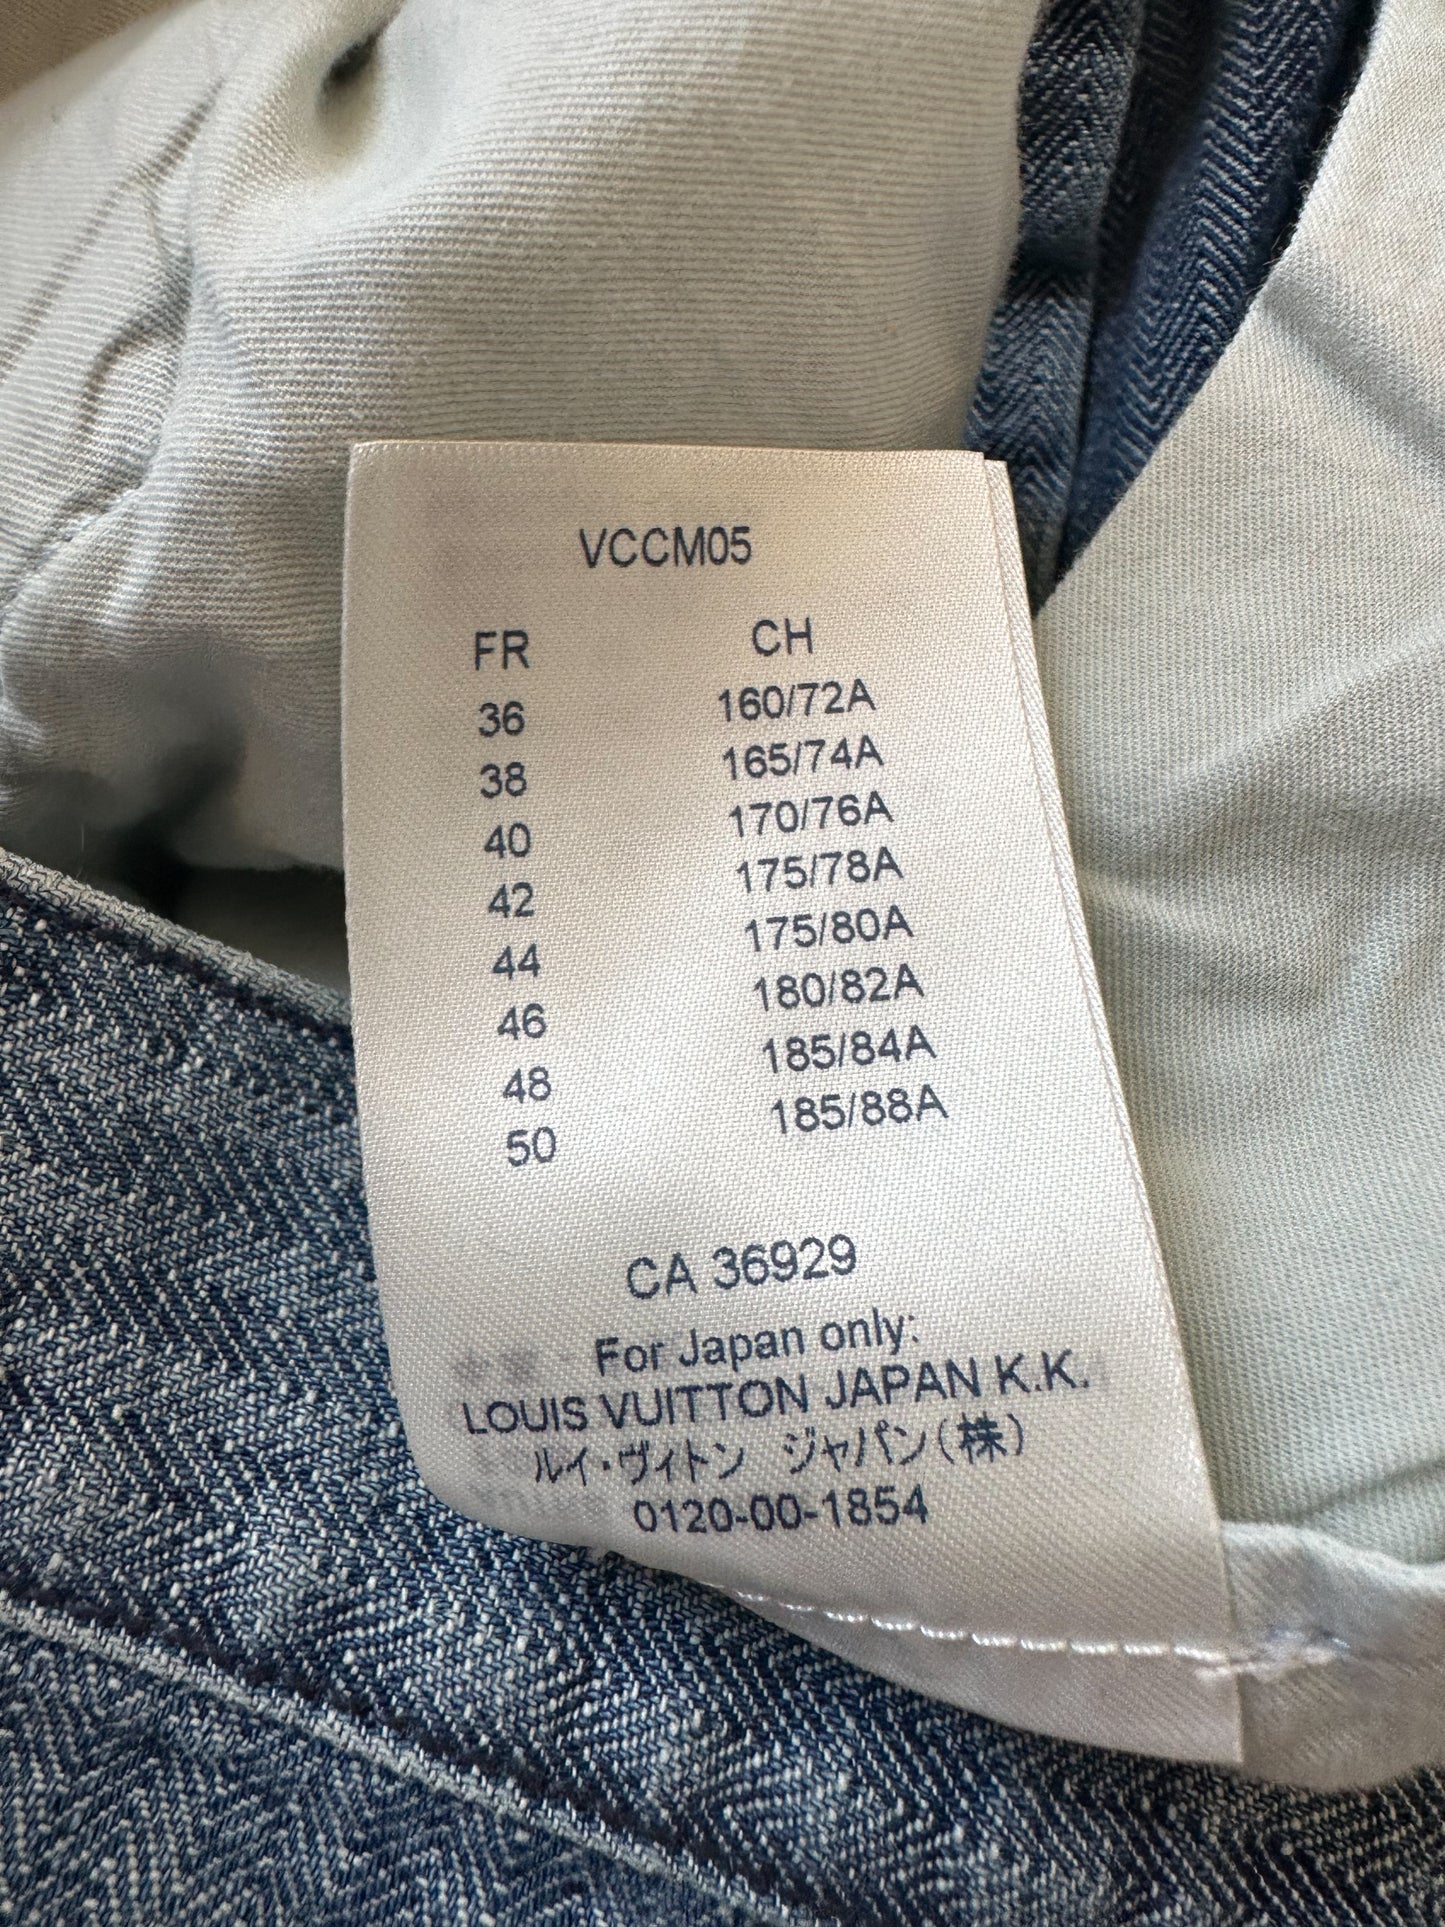 VCCM05
FR CH
36 160/72A
38 165/74A
40 170/76A
42 175/78A
44 175/80A
46 180/82A
48 185/84A
50 185/88A
CA 36929
For Japan only:
LOUIS VUITTON JAPAN K.K.
ルイ・ヴィトン ジャパン(株)
0120-00-1854